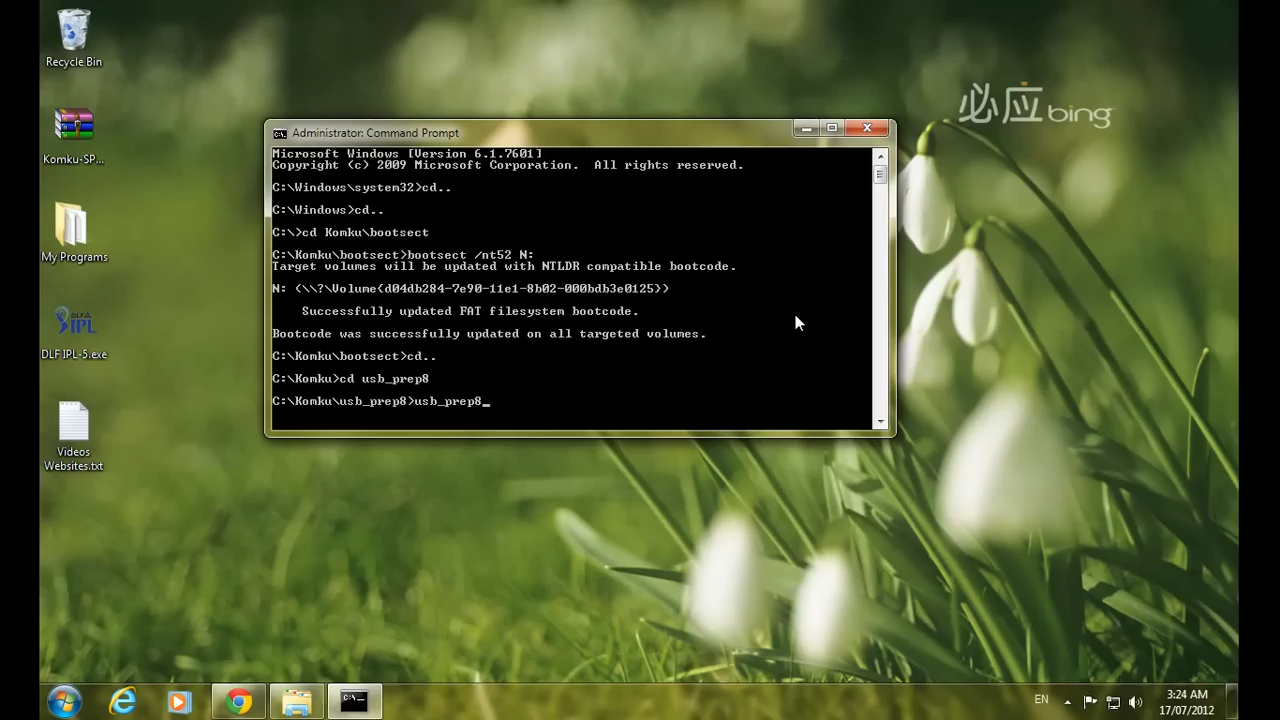 Recycle Bin
Komku-SP...
My Programs
DLF IPL-5.exe
Videos
Websites.txt
必应bing
Administrator: Command Prompt
Microsoft Windows [Version 6.1.7601]
Copyright (c) 2009 Microsoft Corporation.  All rights reserved.
C:\Windows\system32>cd..
C:\Windows>cd..
C:\>cd Komku\bootsect
C:\Komku\bootsect>bootsect /nt52 N:
Target volumes will be updated with NTLDR compatible bootcode.
N: (\\?\Volume{d04db284-7e90-11e1-8b02-000bdb3e0125})
Successfully updated FAT filesystem bootcode.
Bootcode was successfully updated on all targeted volumes.
C:\Komku\bootsect>cd..
C:\Komku>cd usb_prep8
C:\Komku\usb_prep8>usb_prep8_
EN
3:24 AM
17/07/2012